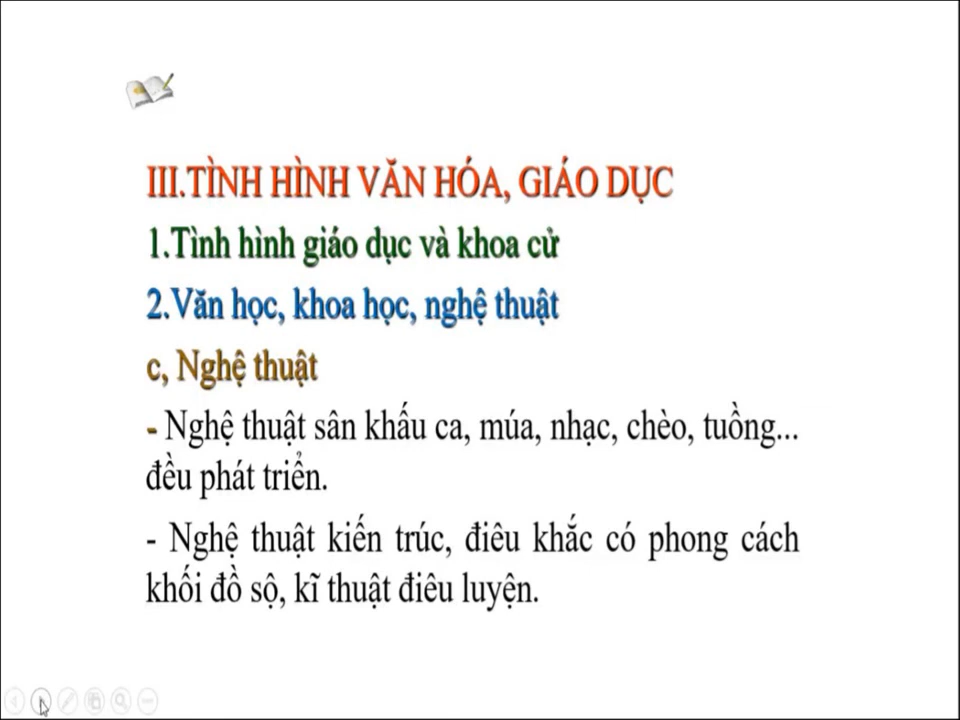 III.TÌNH HÌNH VĂN HÓA, GIÁO DỤC
1.Tình hình giáo dục và khoa cử
2.Văn học, khoa học, nghệ thuật
c, Nghệ thuật
- Nghệ thuật sân khấu ca, múa, nhạc, chèo, tuồng...
đều phát triển.
- Nghệ thuật kiến trúc, điêu khắc có phong cách
khối đồ sộ, kĩ thuật điêu luyện.